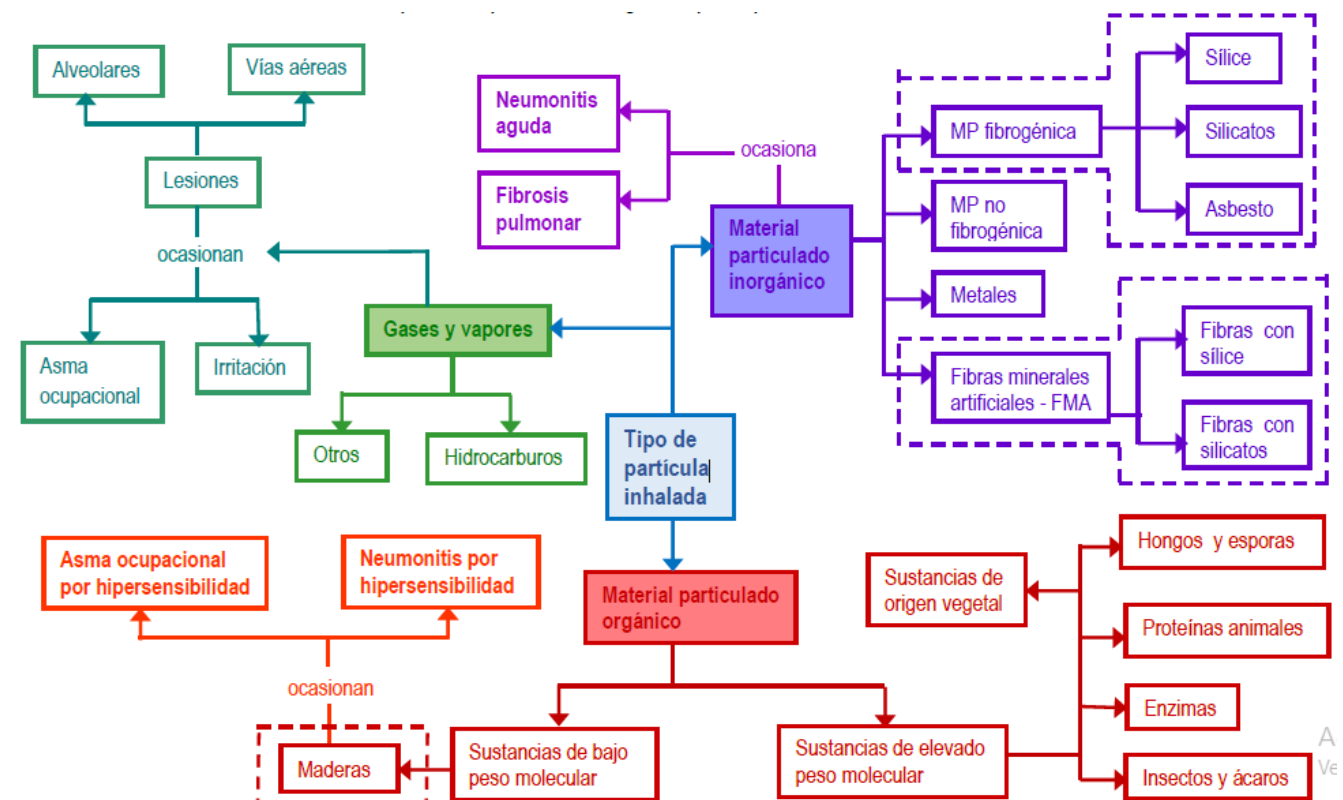 Alveolares
Vías aéreas
Lesiones
ocasionan
Asma
ocupacional
Irritación
Neumonitis
aguda
Fibrosis
pulmonar
ocasiona
Material
particulado
inorgánico
MP fibrogénica
Sílice
Silicatos
Asbesto
MP no
fibrogénica
Metales
Fibras minerales
artificiales - FMA
Fibras con
sílice
Fibras con
silicatos
Gases y vapores
Otros
Hidrocarburos
Tipo de
partícula
inhalada
Asma ocupacional
por hipersensibilidad
Neumonitis por
hipersensibilidad
ocasionan
Maderas
Material particulado
orgánico
Sustancias de bajo
peso molecular
Sustancias de elevado
peso molecular
Sustancias de
origen vegetal
Hongos y esporas
Proteínas animales
Enzimas
Insectos y ácaros